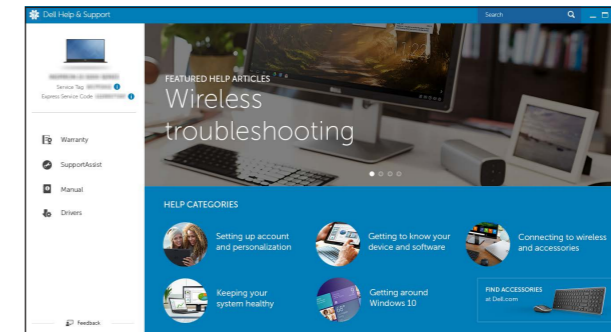 Dell Help & Support
Search
Service Tag:
Express Service Code:
Warranty
SupportAssist
Manual
Drivers
Feedback
FEATURED HELP ARTICLES
Wireless
troubleshooting
HELP CATEGORIES
Setting up account
and personalization
Getting to know your
device and software
Connecting to wireless
and accessories
Keeping your
system healthy
Getting around
Windows 10
FIND ACCESSORIES
at Dell.com